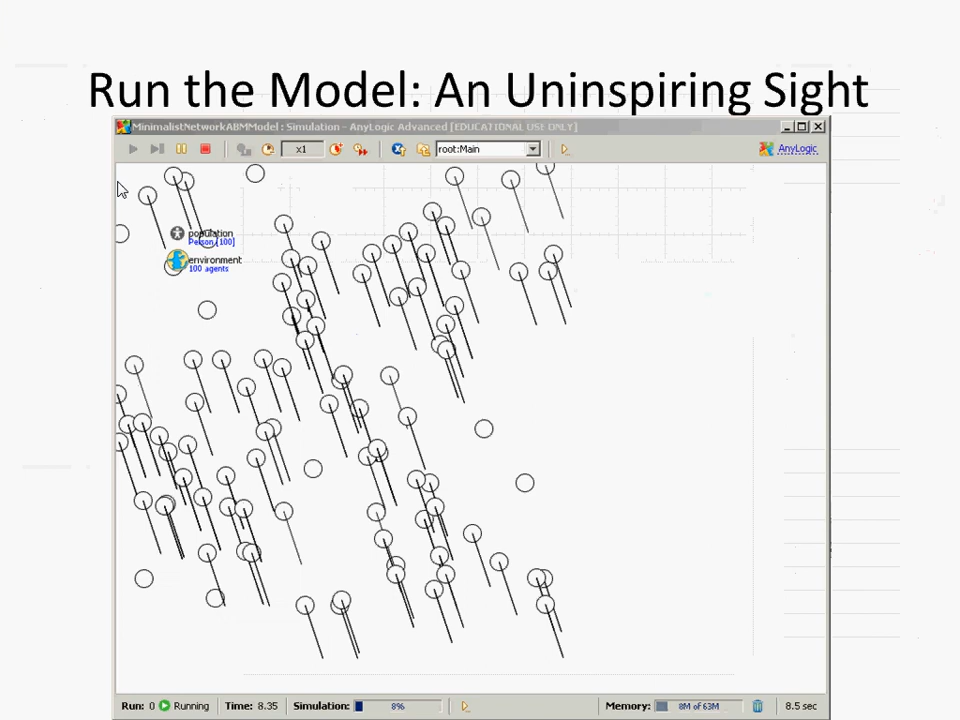 Run the Model: An Uninspiring Sight
MinimalistNetworkABMModel : Simulation - AnyLogic Advanced [EDUCATIONAL USE ONLY]
x1 root:Main AnyLogic
population
Person [100]
environment
100 agents
Run: 0 Running Time: 8.35 Simulation: 8% Memory: 8M of 63M 8.5 sec